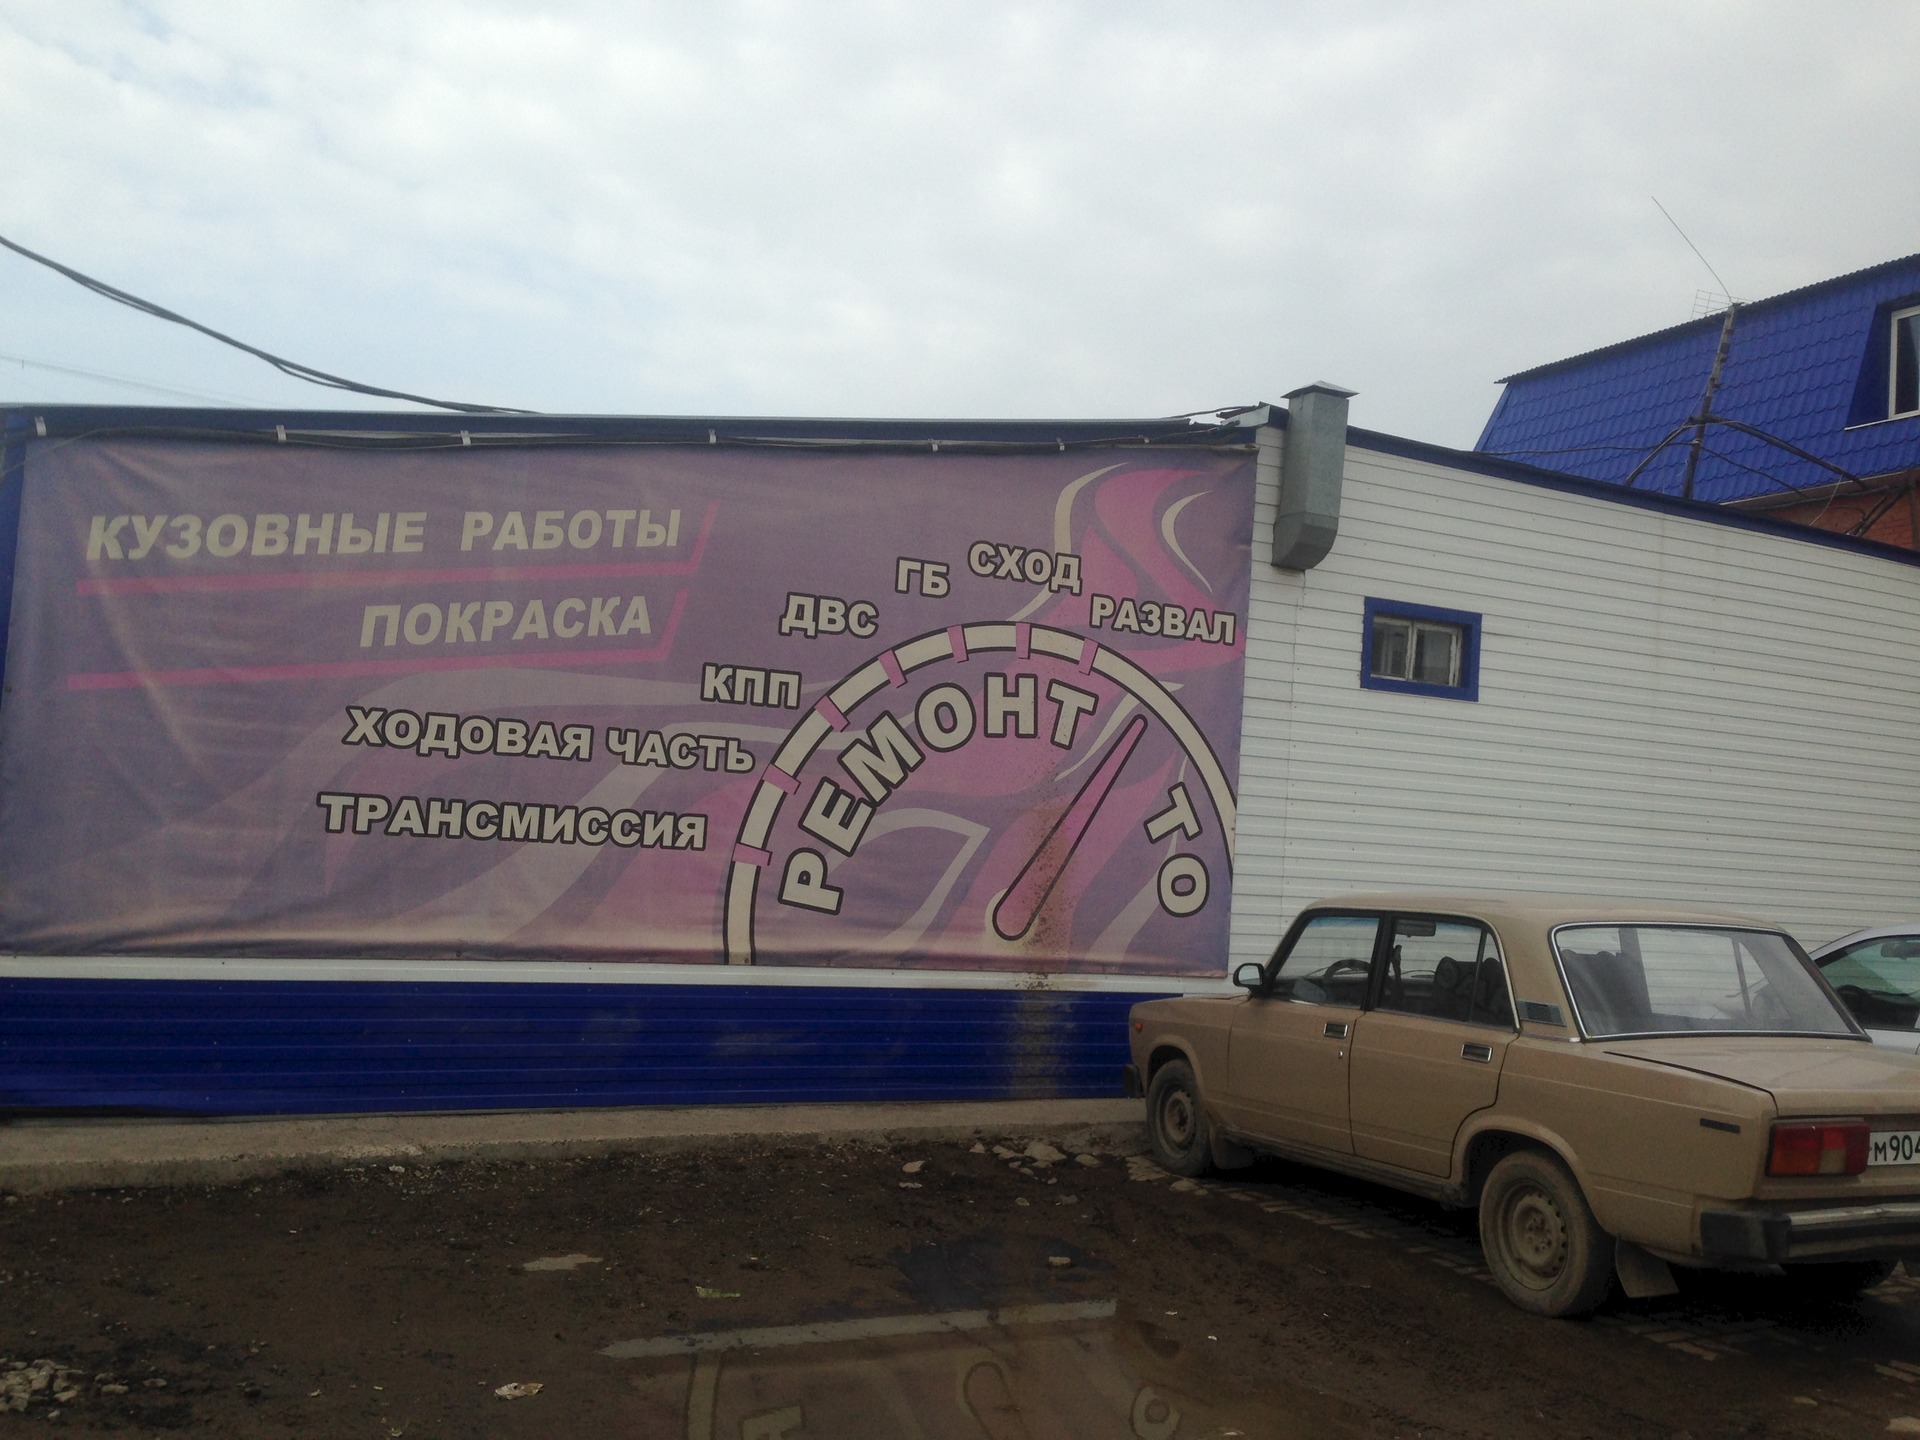 КУЗОВНЫЕ РАБОТЫ
ПОКРАСКА
ТРАНСМИССИЯ
ХОДОВАЯ ЧАСТЬ
КПП
ДВС
ГБ
СХОД
РАЗВАЛ
РЕМОНТ
ТО
М904